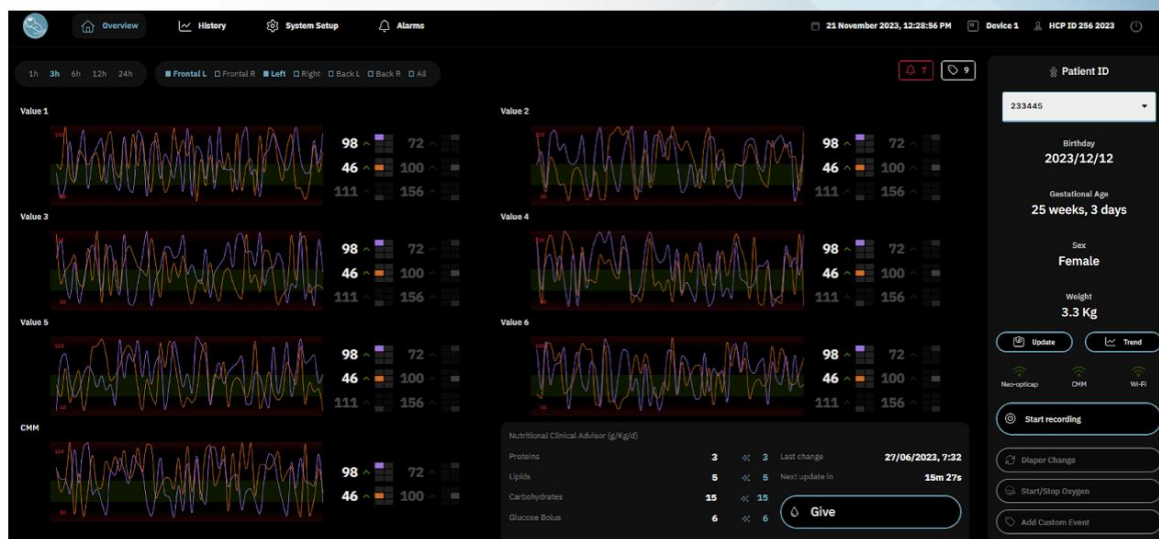 Overview
History
System Setup
Alarms
21 November 2023, 12:28:56 PM
Device 1
HCP ID 256 2023
1h 3h 6h 12h 24h
Frontal L Frontal R Left Right Back L Back R All
7
9
Patient ID
233445
Birthday
2023/12/12
Gestational Age
25 weeks, 3 days
Sex
Female
Weight
3.3 Kg
Update
Trend
Neo-opticap CMM Wi-Fi
Start recording
Diaper Change
Start/Stop Oxygen
Add Custom Event
Value 1
98 72
46 100
111 156
Value 2
98 72
46 100
111 156
Value 3
98 72
46 100
111 156
Value 4
98 72
46 100
111 156
Value 5
98 72
46 100
111 156
Value 6
98 72
46 100
111 156
CMM
98 72
46 100
Nutritional Clinical Advisor (g/Kg/d)
Proteins 3 3
Lipids 5 5
Carbohydrates 15 15
Glucose Bolus 6 6
Last change 27/06/2023, 7:32
Next update in 15m 27s
Give